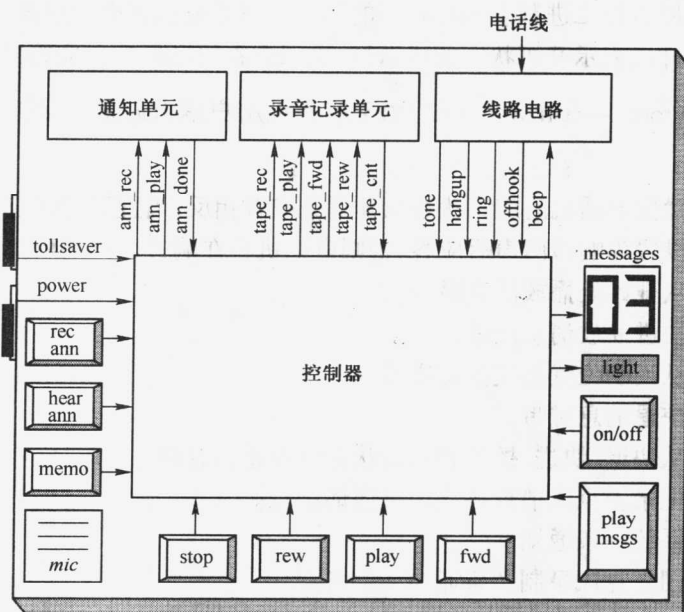 电话线
通知单元
录音记录单元
线路电路
ann_rec
ann_play
ann_done
tape_rec
tape_play
tape_fwd
tape_rew
tape_cnt
tone
hangup
ring
offhook
beep
tollsaver
messages
03
power
rec
ann
控制器
light
hear
ann
on/off
memo
play
msgs
mic
stop
rew
play
fwd